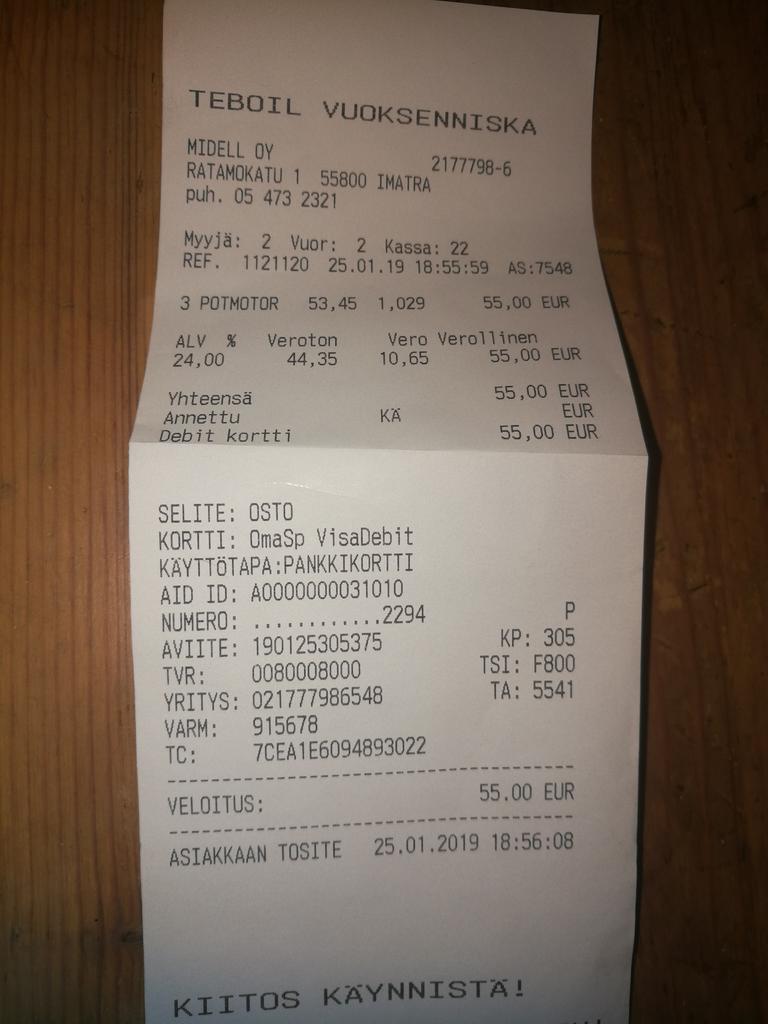 TEBOIL VUOKSENNISKA
MIDELL OY 2177798-6
RATAMOKATU 1 55800 IMATRA
puh. 05 473 2321
Myyjä: 2 Vuor: 2 Kassa: 22
REF. 1121120 25.01.19 18:55:59 AS:7548
3 POTMOTOR 53,45 1,029 55,00 EUR
ALV % Veroton Vero Verollinen
24,00 44,35 10,65 55,00 EUR
Yhteensä 55,00 EUR
Annettu KÄ EUR
Debit kortti 55,00 EUR
SELITE: OSTO
KORTTI: OmaSp VisaDebit
KÄYTTÖTAPA:PANKKIKORTTI
AID ID: A0000000031010
NUMERO: ............2294 P
AVIITE: 190125305375 KP: 305
TVR: 0080008000 TSI: F800
YRITYS: 021777986548 TA: 5541
VARM: 915678
TC: 7CEA1E6094893022
VELOITUS: 55.00 EUR
ASIAKKAAN TOSITE 25.01.2019 18:56:08
KIITOS KÄYNNISTÄ!